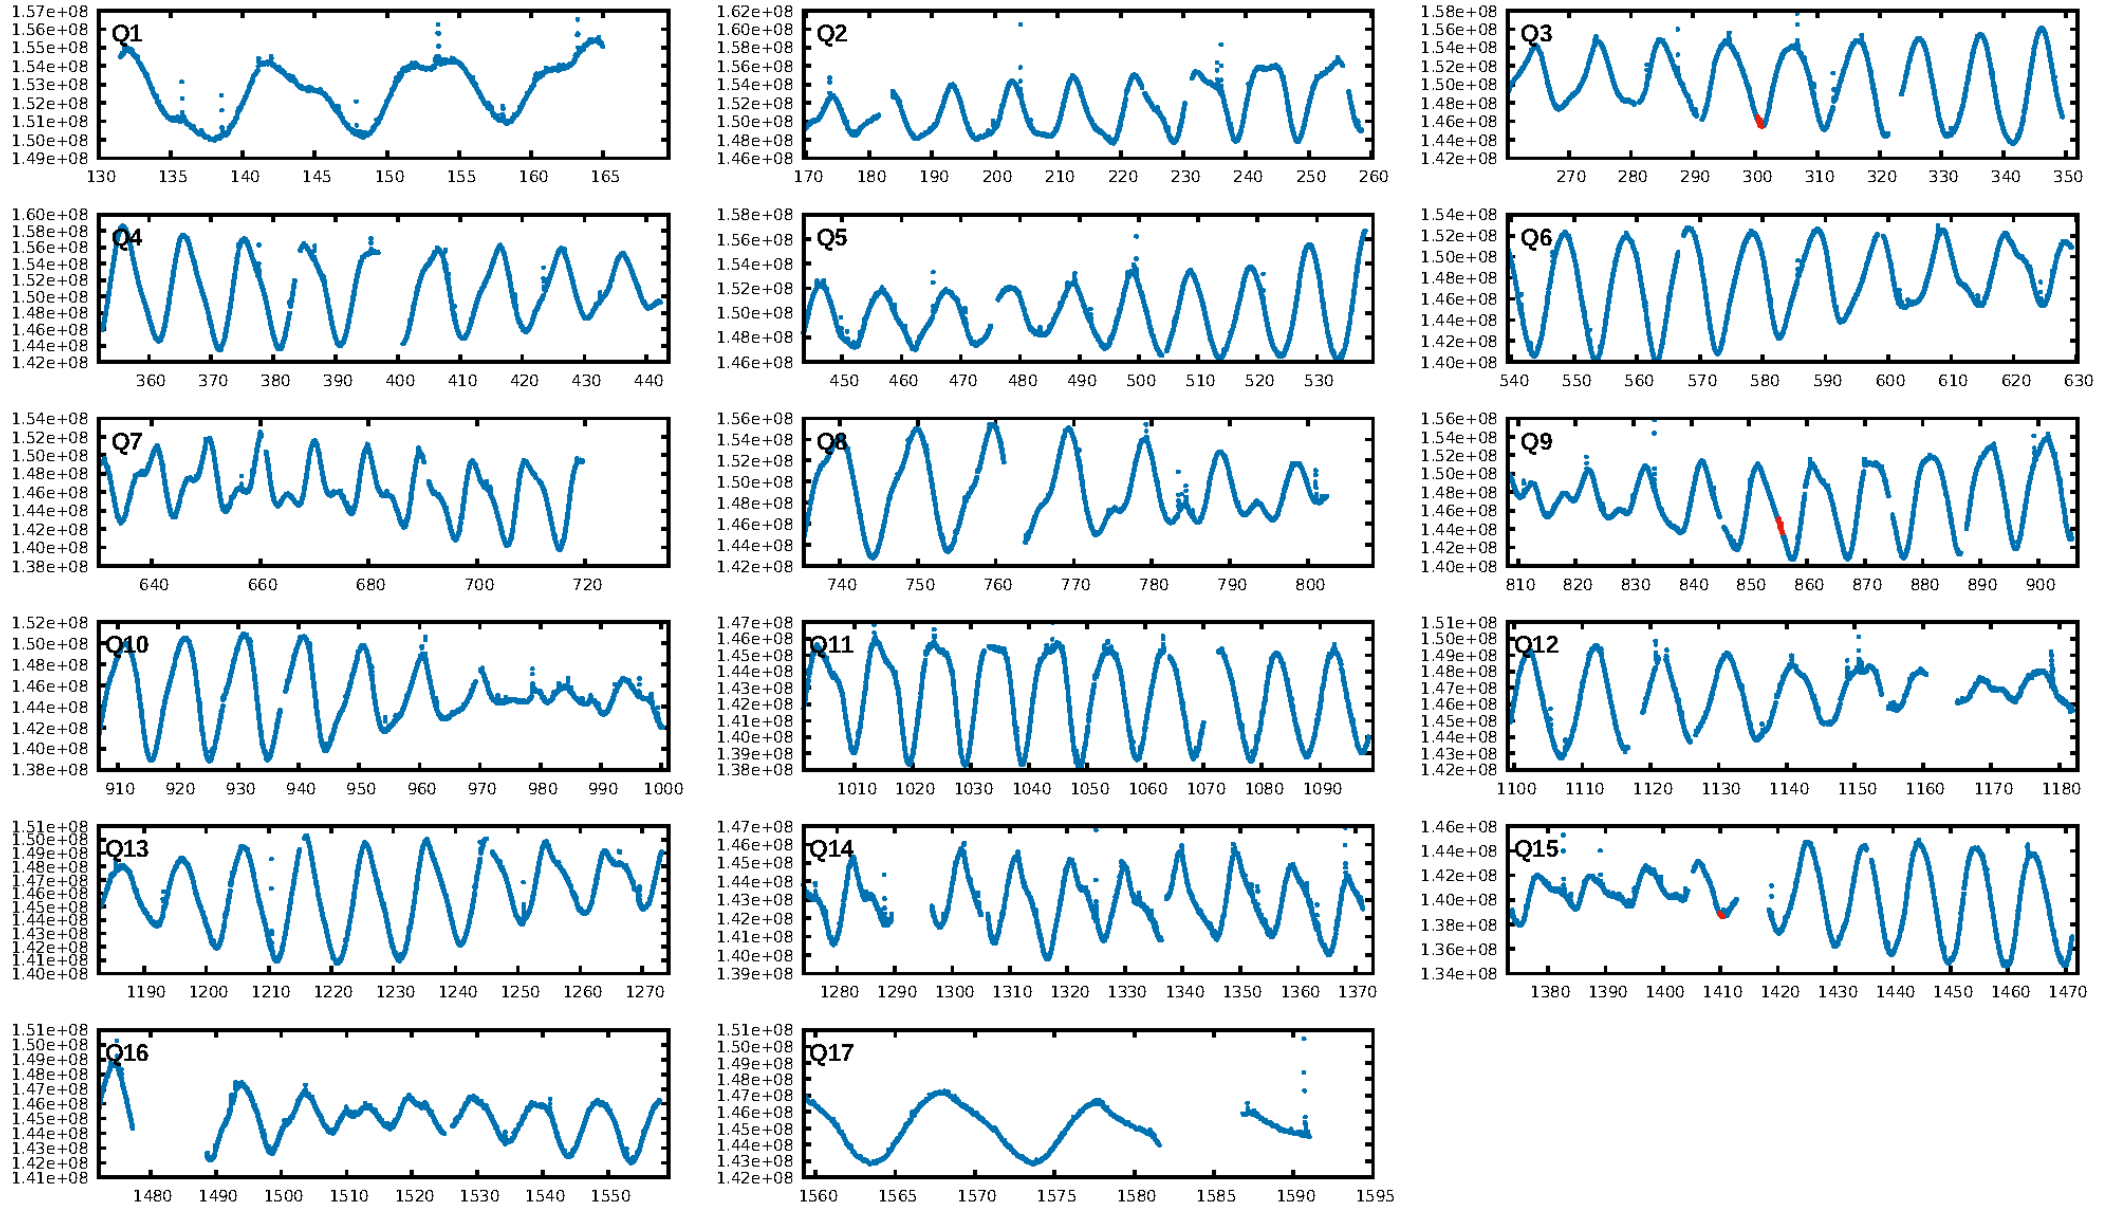 1.57e+08
1.56e+08
1.55e+08
1.54e+08
1.53e+08
1.52e+08
1.51e+08
1.50e+08
1.49e+08
Q1
130 135 140 145 150 155 160 165
1.62e+08
1.60e+08
1.58e+08
1.56e+08
1.54e+08
1.52e+08
1.50e+08
1.48e+08
1.46e+08
Q2
170 180 190 200 210 220 230 240 250 260
1.58e+08
1.56e+08
1.54e+08
1.52e+08
1.50e+08
1.48e+08
1.46e+08
1.44e+08
1.42e+08
Q3
270 280 290 300 310 320 330 340 350
1.60e+08
1.58e+08
1.56e+08
1.54e+08
1.52e+08
1.50e+08
1.48e+08
1.46e+08
1.44e+08
1.42e+08
Q4
360 370 380 390 400 410 420 430 440
1.58e+08
1.56e+08
1.54e+08
1.52e+08
1.50e+08
1.48e+08
1.46e+08
Q5
450 460 470 480 490 500 510 520 530
1.54e+08
1.52e+08
1.50e+08
1.48e+08
1.46e+08
1.44e+08
1.42e+08
1.40e+08
Q6
540 550 560 570 580 590 600 610 620 630
1.54e+08
1.52e+08
1.50e+08
1.48e+08
1.46e+08
1.44e+08
1.42e+08
1.40e+08
1.38e+08
Q7
640 660 680 700 720
1.56e+08
1.54e+08
1.52e+08
1.50e+08
1.48e+08
1.46e+08
1.44e+08
1.42e+08
Q8
740 750 760 770 780 790 800
1.56e+08
1.54e+08
1.52e+08
1.50e+08
1.48e+08
1.46e+08
1.44e+08
1.42e+08
1.40e+08
Q9
810 820 830 840 850 860 870 880 890 900
1.52e+08
1.50e+08
1.48e+08
1.46e+08
1.44e+08
1.42e+08
1.40e+08
1.38e+08
Q10
910 920 930 940 950 960 970 980 990 1000
1.47e+08
1.46e+08
1.45e+08
1.44e+08
1.43e+08
1.42e+08
1.41e+08
1.40e+08
1.39e+08
1.38e+08
Q11
1010 1020 1030 1040 1050 1060 1070 1080 1090
1.51e+08
1.50e+08
1.49e+08
1.48e+08
1.47e+08
1.46e+08
1.45e+08
1.44e+08
1.43e+08
1.42e+08
Q12
1100 1110 1120 1130 1140 1150 1160 1170 1180
1.51e+08
1.50e+08
1.49e+08
1.48e+08
1.47e+08
1.46e+08
1.45e+08
1.44e+08
1.43e+08
1.42e+08
1.41e+08
1.40e+08
Q13
1190 1200 1210 1220 1230 1240 1250 1260 1270
1.47e+08
1.46e+08
1.45e+08
1.44e+08
1.43e+08
1.42e+08
1.41e+08
1.40e+08
1.39e+08
Q14
1280 1290 1300 1310 1320 1330 1340 1350 1360 1370
1.46e+08
1.44e+08
1.42e+08
1.40e+08
1.38e+08
1.36e+08
1.34e+08
Q15
1380 1390 1400 1410 1420 1430 1440 1450 1460 1470
1.51e+08
1.50e+08
1.49e+08
1.48e+08
1.47e+08
1.46e+08
1.45e+08
1.44e+08
1.43e+08
1.42e+08
1.41e+08
Q16
1480 1490 1500 1510 1520 1530 1540 1550
1.51e+08
1.50e+08
1.49e+08
1.48e+08
1.47e+08
1.46e+08
1.45e+08
1.44e+08
1.43e+08
1.42e+08
Q17
1560 1565 1570 1575 1580 1585 1590 1595